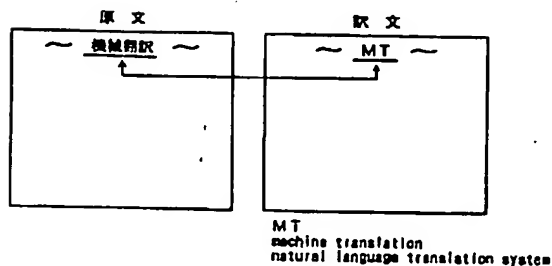 原文
訳文
～ 機械翻訳 ～
～ MT ～
MT
machine translation
natural language translation system